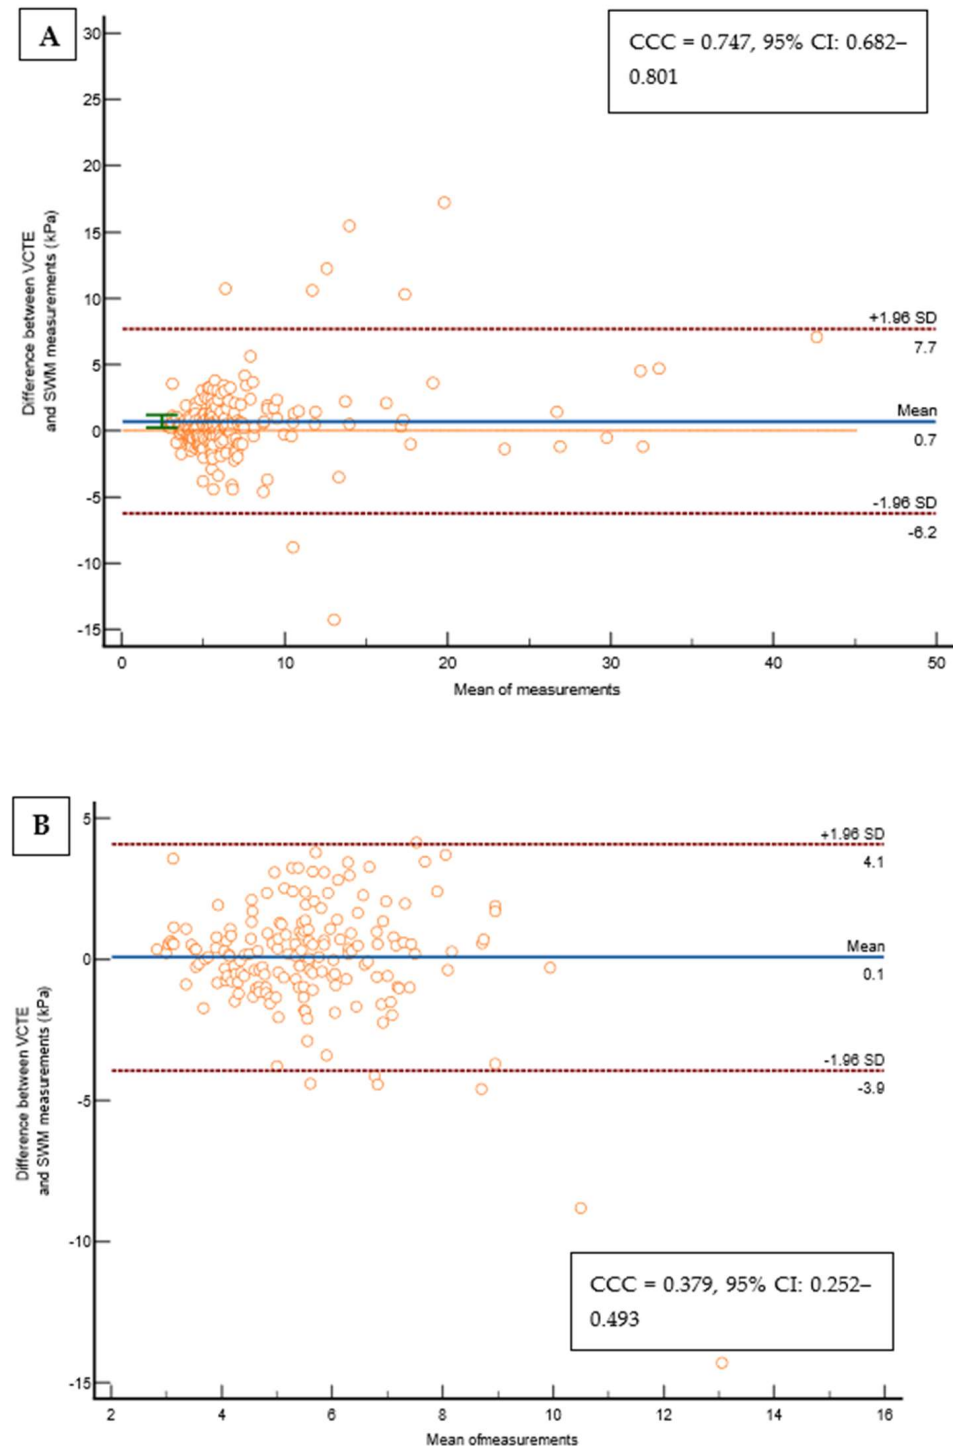 A
CCC = 0.747, 95% CI: 0.682–
0.801
30
25
20
15
10
5
0
-5
-10
-15
Difference between VCTE
and SWM measurements (kPa)
+1.96 SD
7.7
Mean
0.7
-1.96 SD
-6.2
0
10
20
30
40
50
Mean of measurements
B
5
0
-5
-10
-15
Difference between VCTE
and SWM measurements (kPa)
+1.96 SD
4.1
Mean
0.1
-1.96 SD
-3.9
CCC = 0.379, 95% CI: 0.252–
0.493
2
4
6
8
10
12
14
16
Mean ofmeasurements